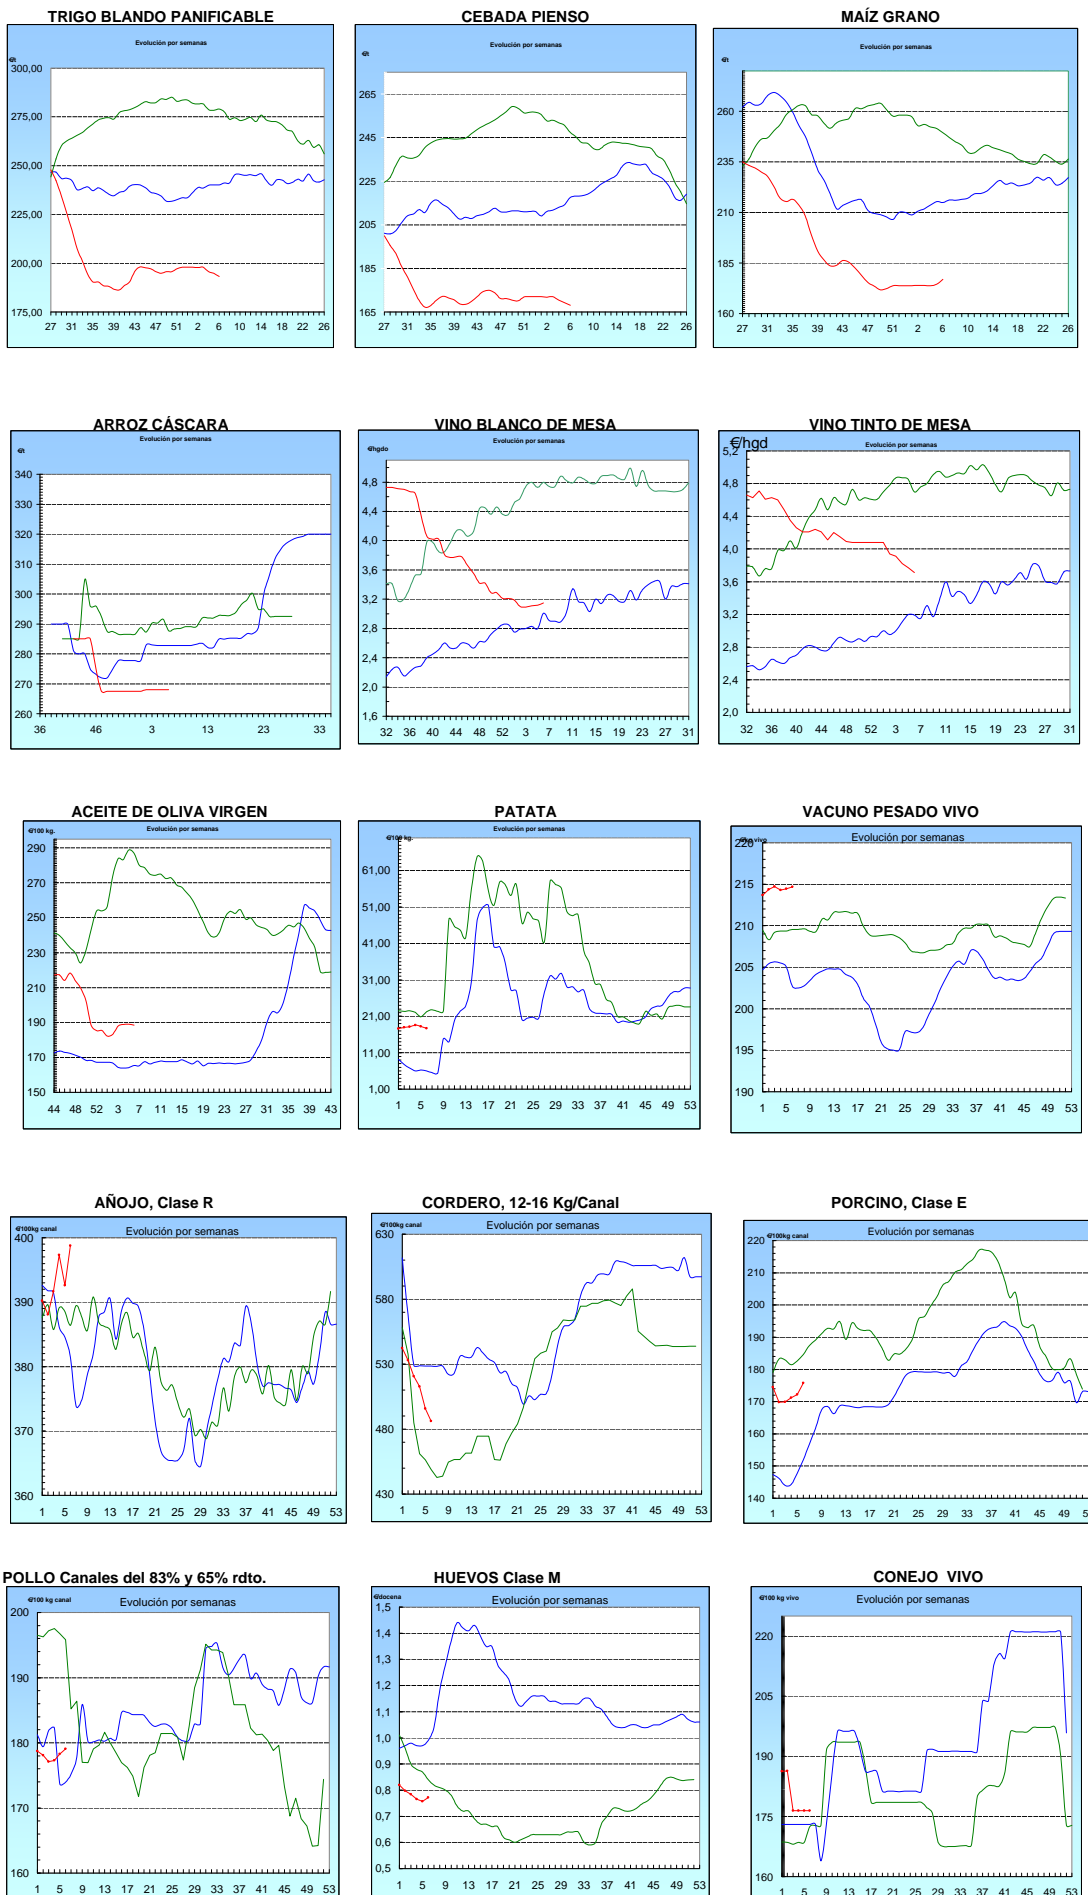 TRIGO BLANDO PANIFICABLE
Evolución por semanas
€/t
300,00
275,00
250,00
225,00
200,00
175,00
27 31 35 39 43 47 51 2 6 10 14 18 22 26
CEBADA PIENSO
Evolución por semanas
€/t
265
245
225
205
185
165
27 31 35 39 43 47 51 2 6 10 14 18 22 26
MAÍZ GRANO
Evolución por semanas
€/t
260
235
210
185
160
27 31 35 39 43 47 51 2 6 10 14 18 22 26
ARROZ CÁSCARA
Evolución por semanas
€/t
340
330
320
310
300
290
280
270
260
36 46 3 13 23 33
VINO BLANCO DE MESA
Evolución por semanas
€/hgdo
4,8
4,4
4,0
3,6
3,2
2,8
2,4
2,0
1,6
32 36 40 44 48 52 3 7 11 15 19 23 27 31
VINO TINTO DE MESA
Evolución por semanas
€/hgd
5,2
4,8
4,4
4,0
3,6
3,2
2,8
2,4
2,0
32 36 40 44 48 52 3 7 11 15 19 23 27 31
ACEITE DE OLIVA VIRGEN
Evolución por semanas
€/100 kg.
290
270
250
230
210
190
170
150
44 48 52 3 7 11 15 19 23 27 31 35 39 43
PATATA
Evolución por semanas
€/100 kg.
61,00
51,00
41,00
31,00
21,00
11,00
1,00
1 5 9 13 17 21 25 29 33 37 41 45 49 53
VACUNO PESADO VIVO
Evolución por semanas
220
215
210
205
200
195
190
1 5 9 13 17 21 25 29 33 37 41 45 49 53
AÑOJO, Clase R
Evolución por semanas
€/100kg canal
400
390
380
370
360
1 5 9 13 17 21 25 29 33 37 41 45 49 53
CORDERO, 12-16 Kg/Canal
Evolución por semanas
€/100kg canal
630
580
530
480
430
1 5 9 13 17 21 25 29 33 37 41 45 49 53
PORCINO, Clase E
Evolución por semanas
€/100kg canal
220
210
200
190
180
170
160
150
140
1 5 9 13 17 21 25 29 33 37 41 45 49
POLLO Canales del 83% y 65% rdto.
Evolución por semanas
€/100 kg canal
200
190
180
170
160
1 5 9 13 17 21 25 29 33 37 41 45 49 53
HUEVOS Clase M
Evolución por semanas
€/docena
1,5
1,4
1,3
1,2
1,1
1,0
0,9
0,8
0,7
0,6
0,5
1 5 9 13 17 21 25 29 33 37 41 45 49 53
CONEJO VIVO
Evolución por semanas
€/100 kg vivo
220
205
190
175
160
1 5 9 13 17 21 25 29 33 37 41 45 49 53